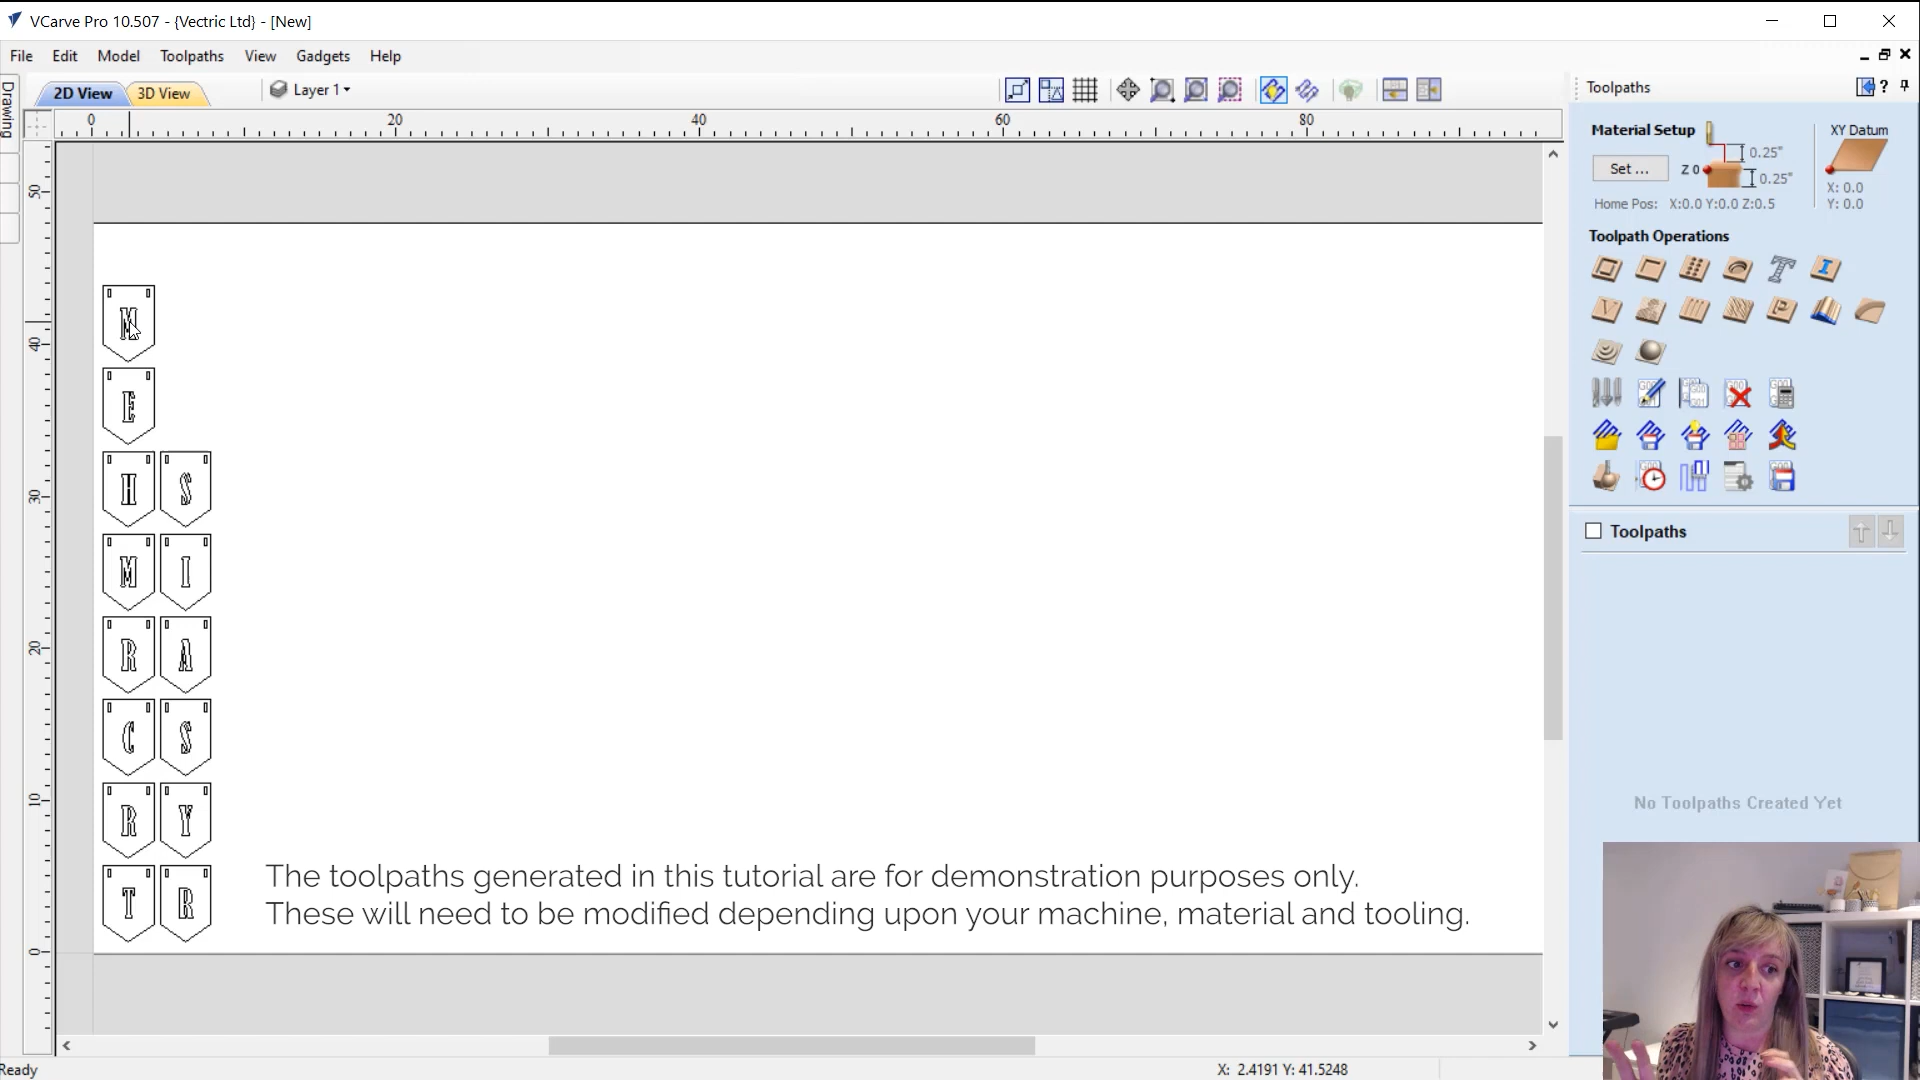 VCarve Pro 10.507 - {Vectric Ltd} - [New]
File Edit Model Toolpaths View Gadgets Help
Drawing
2D View 3D View Layer 1
Toolpaths
0 20 40 60 80
Material Setup
XY Datum
Set ...
Z 0
0.25"
0.25"
X: 0.0
Y: 0.0
Home Pos: X:0.0 Y:0.0 Z:0.5
Toolpath Operations
50
40
30
20
10
0
M
E
H S
M I
R A
C S
R Y
T R
Toolpaths
No Toolpaths Created Yet
The toolpaths generated in this tutorial are for demonstration purposes only.
These will need to be modified depending upon your machine, material and tooling.
Ready
X: 2.4191 Y: 41.5248